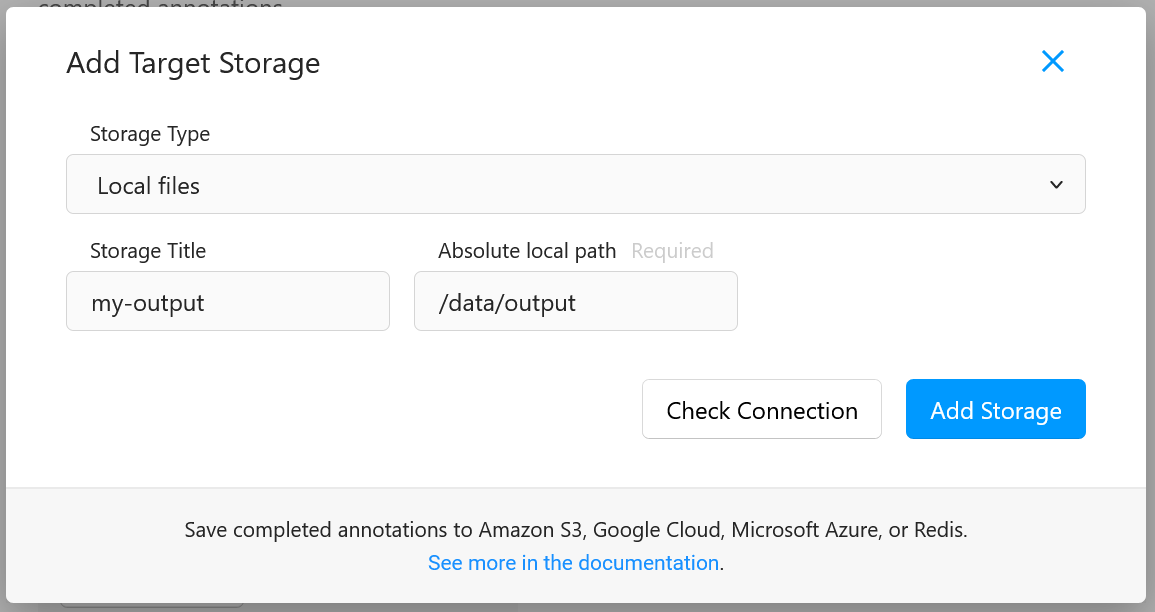 completed annotations
Add Target Storage
Storage Type
Local files
Storage Title
Absolute local path Required
my-output
/data/output
Check Connection
Add Storage
Save completed annotations to Amazon S3, Google Cloud, Microsoft Azure, or Redis.
See more in the documentation.